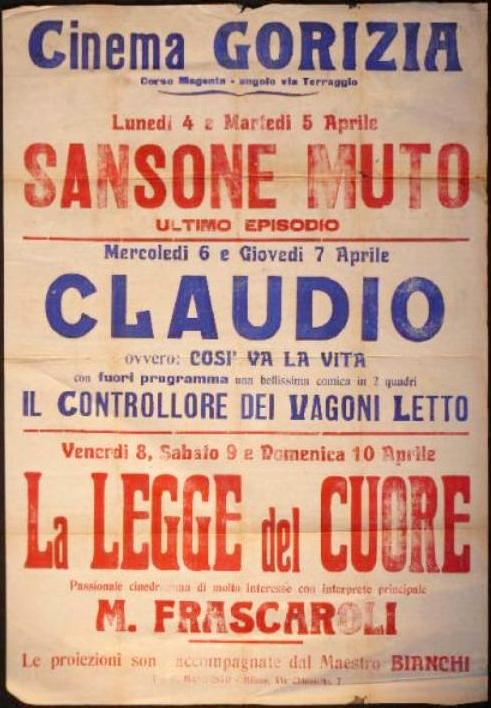 Cinema GORIZIA
Corso Magenta - angolo via Terraggio
Lunedì 4 e Martedì 5 Aprile
SANSONE MUTO
ULTIMO EPISODIO
Mercoledì 6 e Giovedì 7 Aprile
CLAUDIO
ovvero: COSI' VA LA VITA
con fuori programma una bellissima comica in 2 quadri
IL CONTROLLORE DEI VAGONI LETTO
Venerdì 8, Sabato 9 e Domenica 10 Aprile
La LEGGE del CUORE
Passionale di molto interesse con interprete principale
M. FRASCAROLI
Le proiezioni son accompagnate dal Maestro BIANCHI
Milano, Via